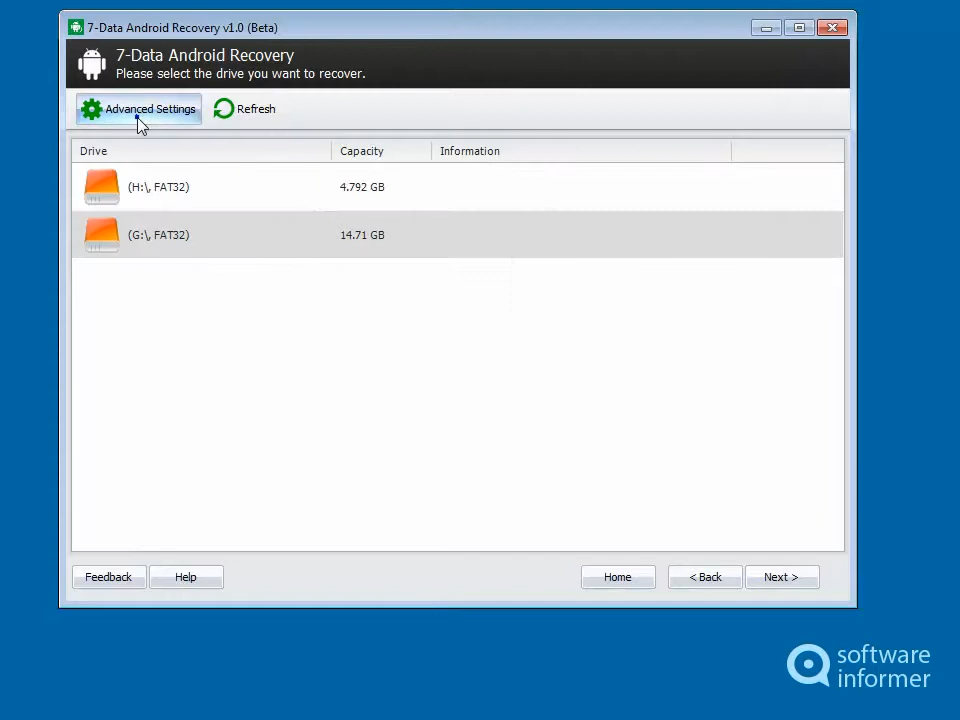 7-Data Android Recovery v1.0 (Beta)
7-Data Android Recovery
Please select the drive you want to recover.
Advanced Settings Refresh
Drive Capacity Information
(H:\, FAT32) 4.792 GB
(G:\, FAT32) 14.71 GB
Feedback Help Home < Back Next >
software
informer